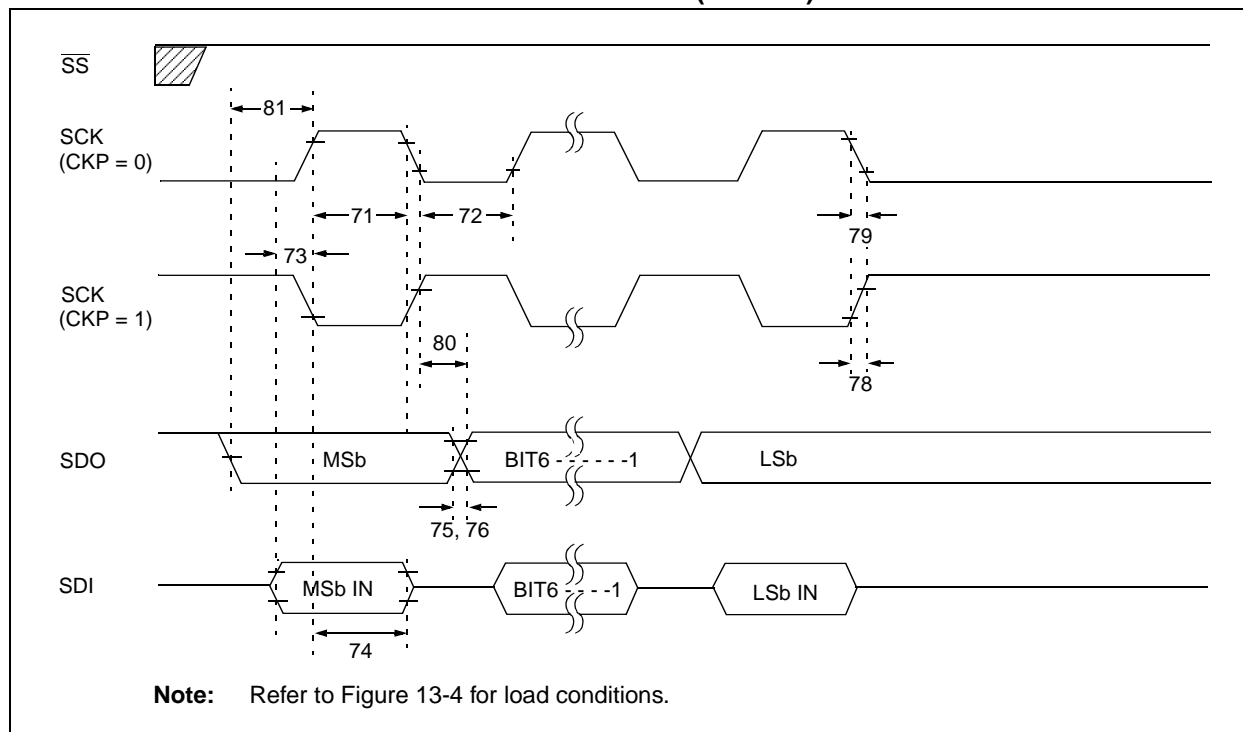 SS
81
SCK
(CKP = 0)
71
72
79
73
SCK
(CKP = 1)
80
78
SDO
MSb
BIT6 - - - - - -1
LSb
75, 76
SDI
MSb IN
BIT6 - - - -1
LSb IN
74
Note: Refer to Figure 13-4 for load conditions.